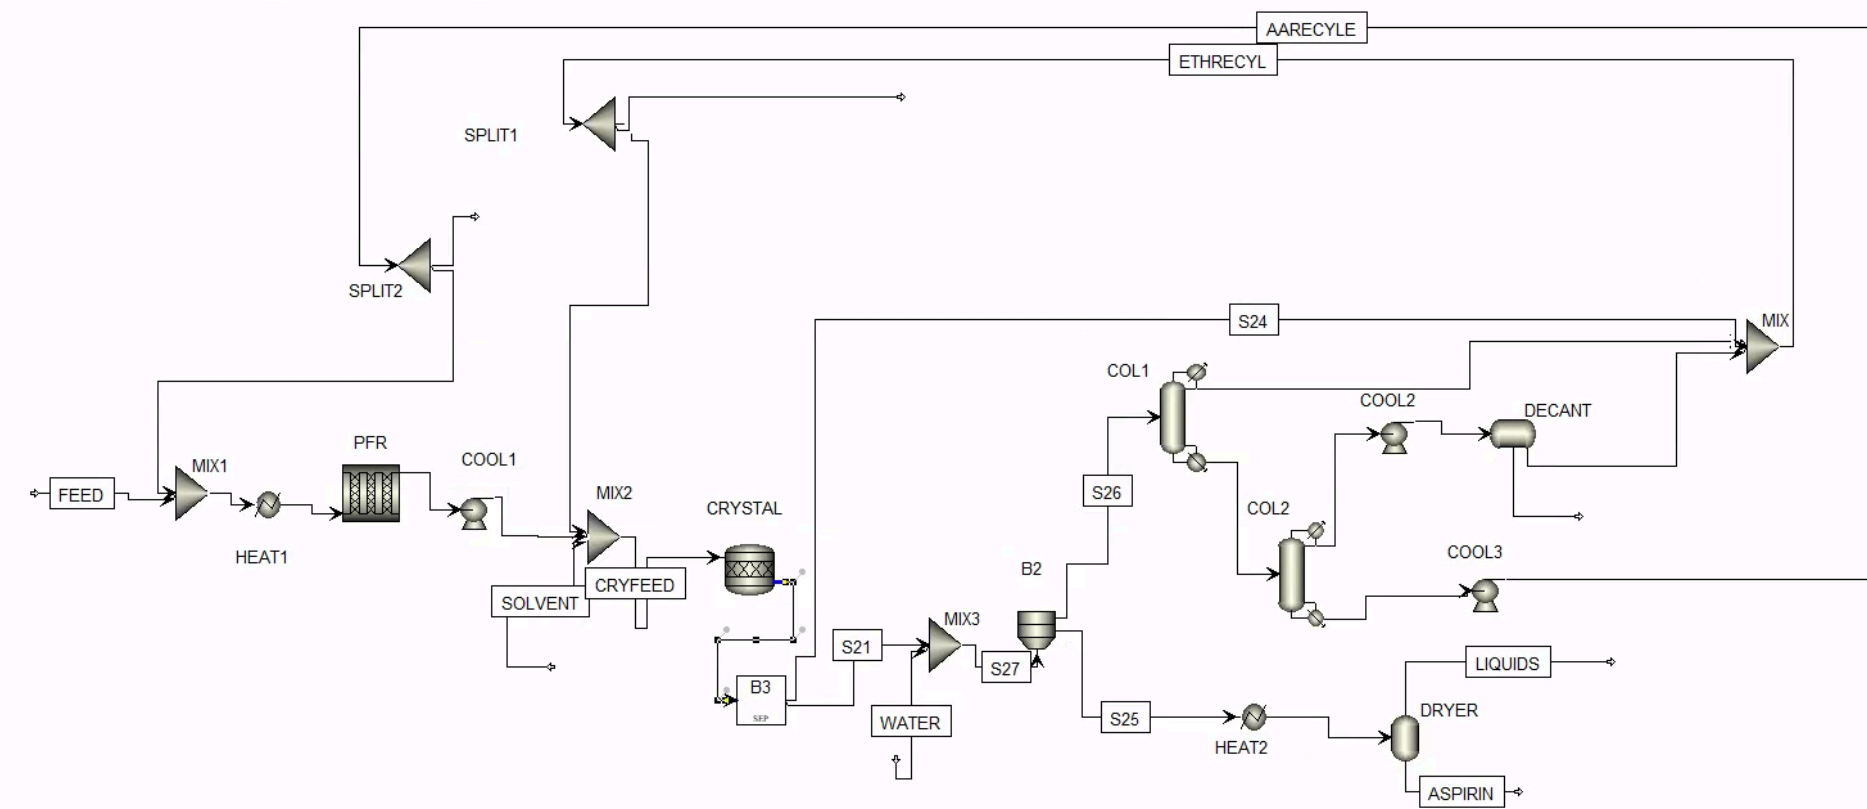 AARECYLE
ETHRECYL
SPLIT1
SPLIT2
S24
MIX
COL1
COOL2
DECANT
PFR
COOL1
MIX1
FEED
MIX2
S26
CRYSTAL
COL2
HEAT1
COOL3
B2
CRYFEED
SOLVENT
MIX3
S21
S27
LIQUIDS
B3
SEP
WATER
S25
DRYER
HEAT2
ASPIRIN